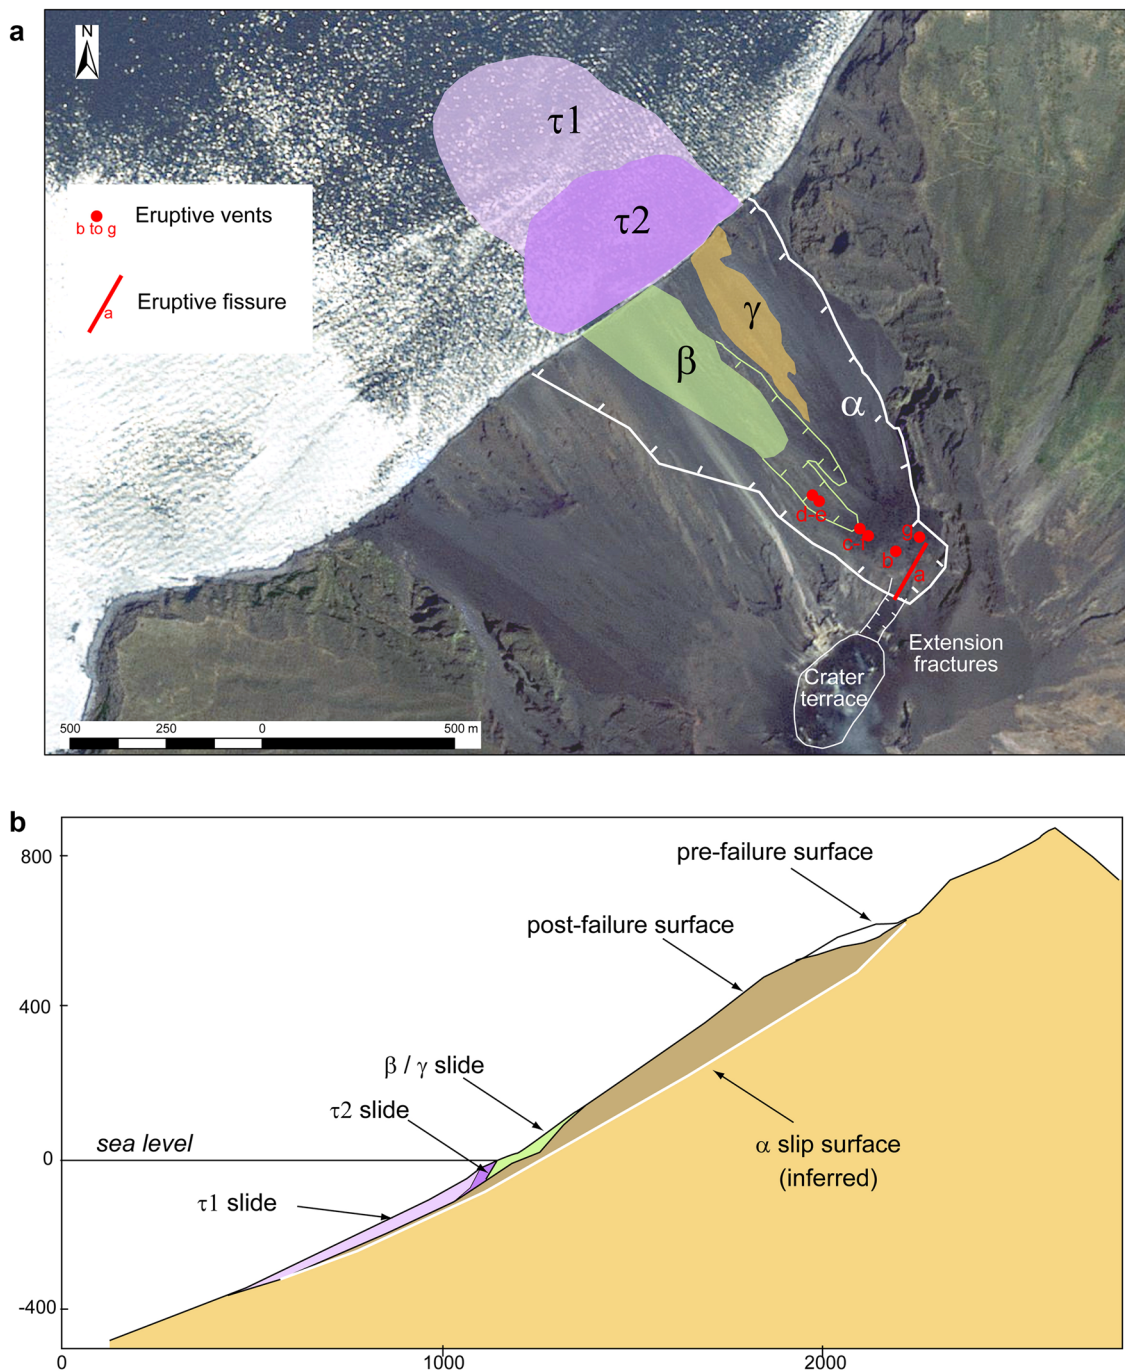 a
N
τ1
τ2
b to g
Eruptive vents
a
Eruptive fissure
γ
β
α
d-e
c-f
g
b
a
Extension
fractures
Crater
terrace
500 250 0 500 m
b
800
pre-failure surface
post-failure surface
400
β / γ slide
τ2 slide
sea level
0
α slip surface
(inferred)
τ1 slide
-400
0 1000 2000